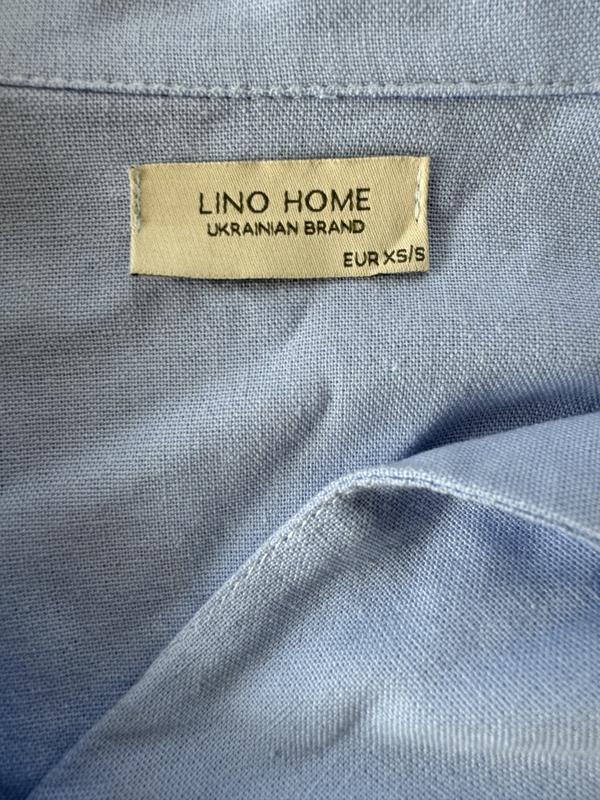 LINO HOME
UKRAINIAN BRAND
EUR XS/S